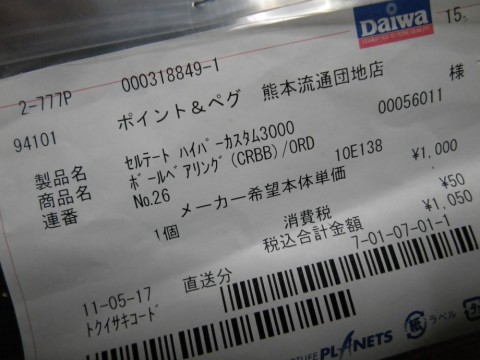 Daiwa
15
2-777P 000318849-1
94101 ポイント&ペグ 熊本流通団地店 様
製品名 セルテート ハイパーカスタム3000 00056011
商品名 ボールベアリング(CRBB)/ORD
連番 No.26 10E138
メーカー希望本体単価 ¥1,000
1個 消費税 ¥50
税込合計金額 ¥1,050
7-01-07-01-1
11-05-17 直送分
トクイサキコード
PLANETS
紙 ラベル